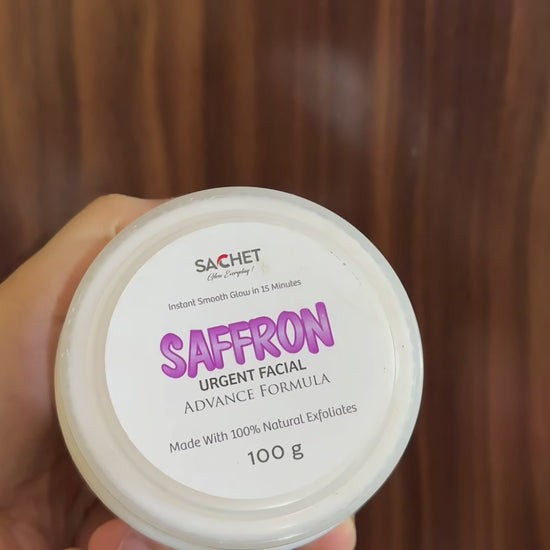 SACHET
Glow Everyday!
Instant Smooth Glow in 15 Minutes
SAFFRON
URGENT FACIAL
ADVANCE FORMULA
Made With 100% Natural Exfoliates
100 g